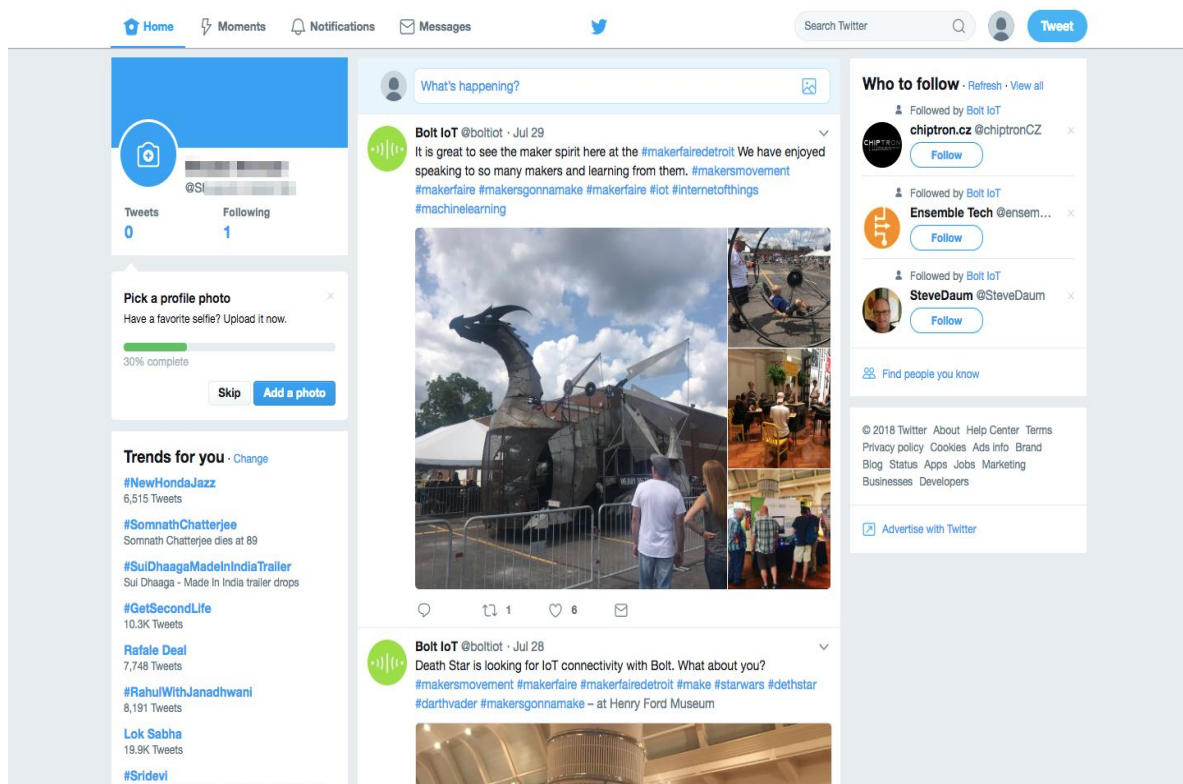 Home
Moments
Notifications
Messages
Search Twitter
Tweet
@S
Tweets
Following
0
1
Pick a profile photo
Have a favorite selfie? Upload it now.
30% complete
Skip
Add a photo
Trends for you · Change
#NewHondaJazz
6,515 Tweets
#SomnathChatterjee
Somnath Chatterjee dies at 89
#SuiDhaagaMadeInIndiaTrailer
Sui Dhaaga - Made In India trailer drops
#GetSecondLife
10.3K Tweets
Rafale Deal
7,748 Tweets
#RahulWithJanadhwani
8,191 Tweets
Lok Sabha
19.9K Tweets
#Sridevi
What's happening?
Bolt IoT @boltiot · Jul 29
It is great to see the maker spirit here at the #makerfairedetroit We have enjoyed
speaking to so many makers and learning from them. #makersmovement
#makerfaire #makersgonnamake #makerfaire #iot #internetofthings
#machinelearning
1
6
Bolt IoT @boltiot · Jul 28
Death Star is looking for IoT connectivity with Bolt. What about you?
#makersmovement #makerfaire #makerfairedetroit #make #starwars #dethstar
#darthvader #makersgonnamake – at Henry Ford Museum
Who to follow · Refresh · View all
Followed by Bolt IoT
CHIPTRON
chiptron.cz @chiptronCZ
Follow
Followed by Bolt IoT
Ensemble Tech @ensem...
Follow
Followed by Bolt IoT
SteveDaum @SteveDaum
Follow
Find people you know
© 2018 Twitter About Help Center Terms
Privacy policy Cookies Ads info Brand
Blog Status Apps Jobs Marketing
Businesses Developers
Advertise with Twitter